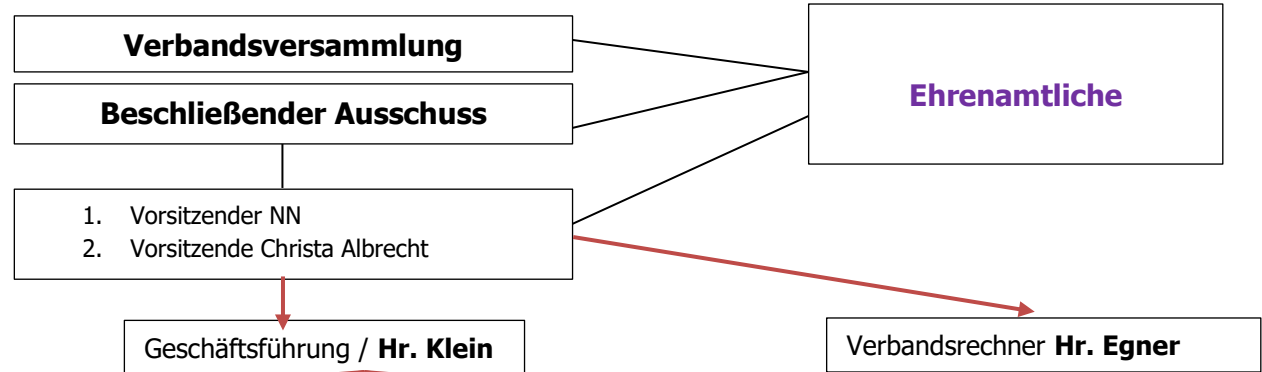 Verbandsversammlung
Beschließender Ausschuss
Ehrenamtliche
1. Vorsitzender NN
2. Vorsitzende Christa Albrecht
Geschäftsführung / Hr. Klein
Verbandsrechner Hr. Egner